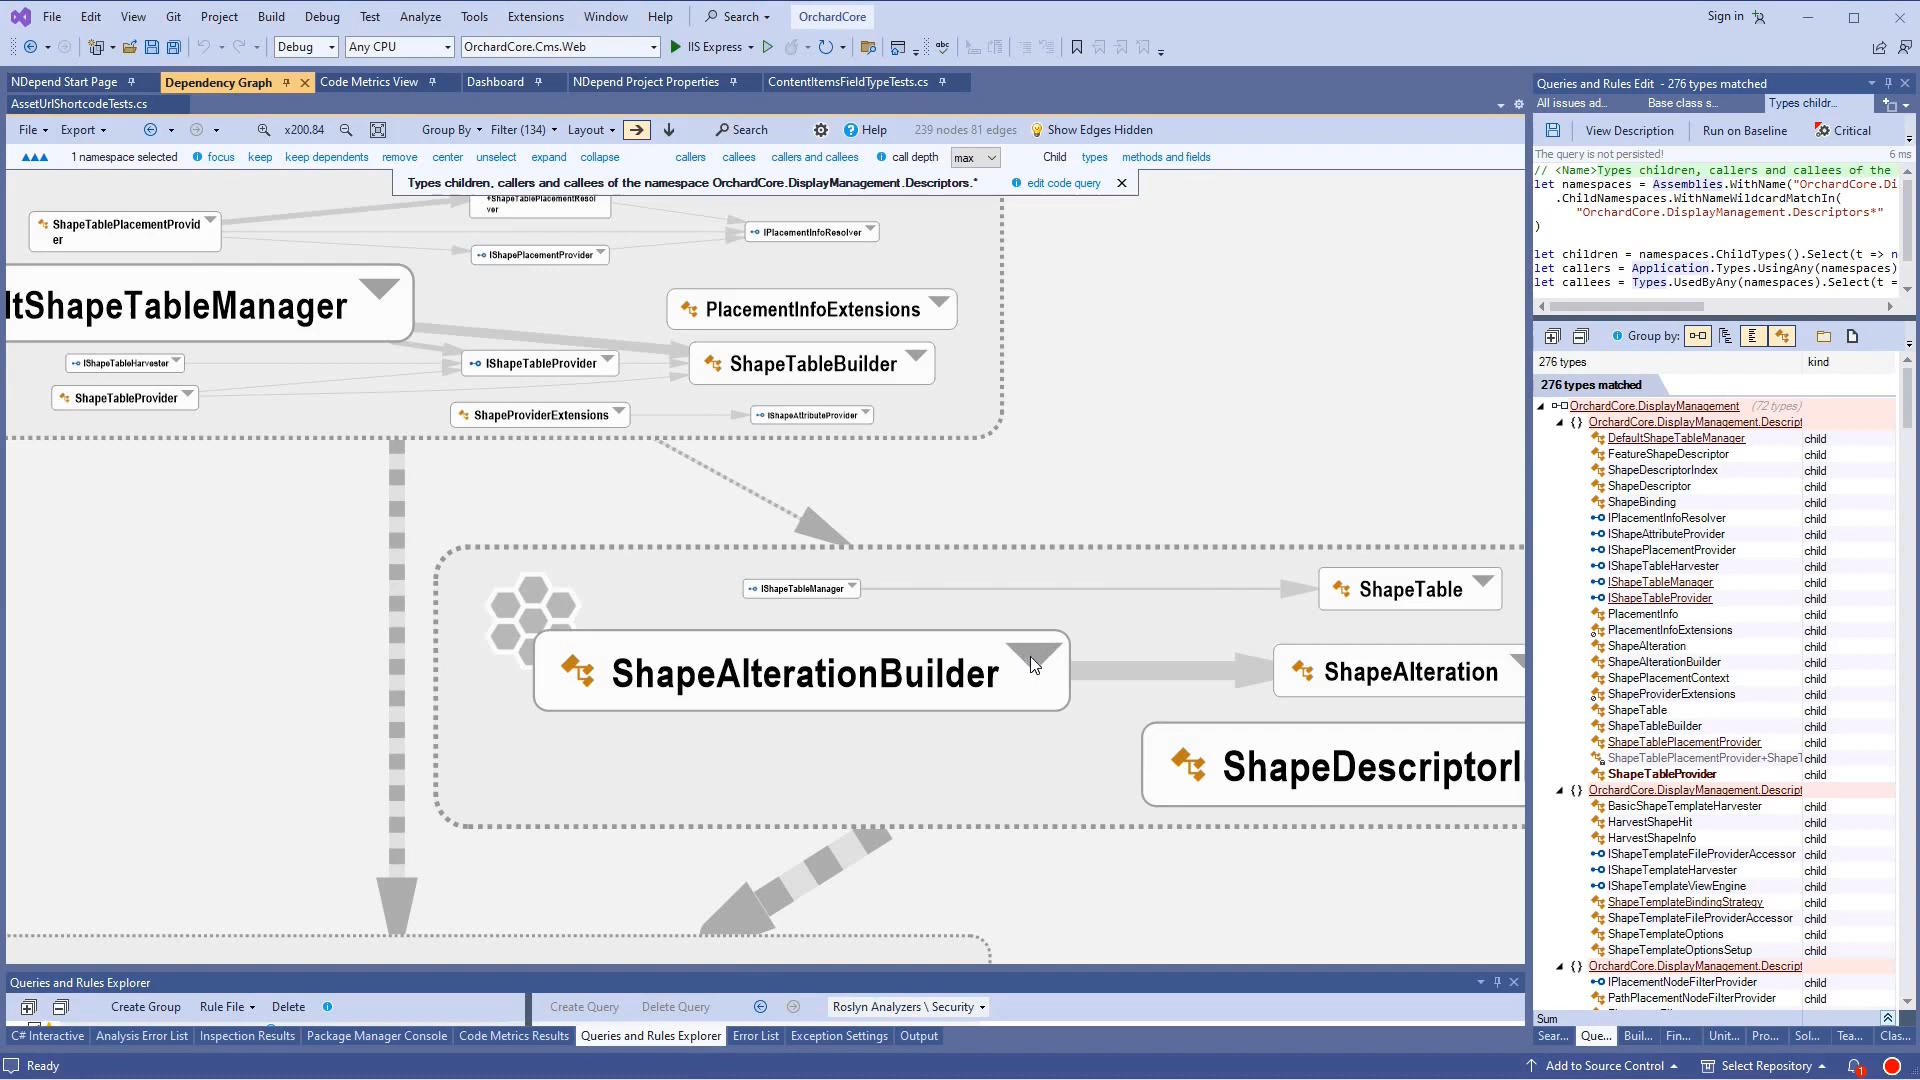 File Edit View Git Project Build Debug Test Analyze Tools Extensions Window Help Search OrchardCore Sign in
Debug Any CPU OrchardCore.Cms.Web IIS Express
NDepend Start Page Dependency Graph Code Metrics View Dashboard NDepend Project Properties ContentItemsFieldTypeTests.cs
AssetUrlShortcodeTests.cs
File Export x200.84 Group By Filter (134) Layout Search Help 239 nodes 81 edges Show Edges Hidden
1 namespace selected focus keep keep dependents remove center unselect expand collapse callers callees callers and callees call depth max Child types methods and fields
Types children, callers and callees of the namespace OrchardCore.DisplayManagement.Descriptors.* edit code query
+ShapeTablePlacementResol
ver
ShapeTablePlacementProvid
er
IPlacementInfoResolver
IShapePlacementProvider
ltShapeTableManager
PlacementInfoExtensions
IShapeTableHarvester
IShapeTableProvider
ShapeTableBuilder
ShapeTableProvider
ShapeProviderExtensions
IShapeAttributeProvider
IShapeTableManager
ShapeTable
ShapeAlterationBuilder
ShapeAlteration
ShapeDescriptorI
Queries and Rules Explorer
Create Group Rule File Delete Create Query Delete Query Roslyn Analyzers \ Security
C# Interactive Analysis Error List Inspection Results Package Manager Console Code Metrics Results Queries and Rules Explorer Error List Exception Settings Output
Ready
Queries and Rules Edit - 276 types matched
All issues ad... Base class s... Types childr...
View Description Run on Baseline Critical
The query is not persisted! 6 ms
// <Name>Types children, callers and callees of the
let namespaces = Assemblies.WithName("OrchardCore.Di
.ChildNamespaces.WithNameWildcardMatchIn(
"OrchardCore.DisplayManagement.Descriptors*"
)
let children = namespaces.ChildTypes().Select(t => n
let callers = Application.Types.UsingAny(namespaces)
let callees = Types.UsedByAny(namespaces).Select(t =
Group by:
276 types kind
276 types matched
OrchardCore.DisplayManagement (72 types)
{} OrchardCore.DisplayManagement.Descript
DefaultShapeTableManager child
FeatureShapeDescriptor child
ShapeDescriptorIndex child
ShapeDescriptor child
ShapeBinding child
IPlacementInfoResolver child
IShapeAttributeProvider child
IShapePlacementProvider child
IShapeTableHarvester child
IShapeTableManager child
IShapeTableProvider child
PlacementInfo child
PlacementInfoExtensions child
ShapeAlteration child
ShapeAlterationBuilder child
ShapePlacementContext child
ShapeProviderExtensions child
ShapeTable child
ShapeTableBuilder child
ShapeTablePlacementProvider child
ShapeTablePlacementProvider+ShapeT child
ShapeTableProvider child
{} OrchardCore.DisplayManagement.Descript
BasicShapeTemplateHarvester child
HarvestShapeHit child
HarvestShapeInfo child
IShapeTemplateFileProviderAccessor child
IShapeTemplateHarvester child
IShapeTemplateViewEngine child
ShapeTemplateBindingStrategy child
ShapeTemplateFileProviderAccessor child
ShapeTemplateOptions child
ShapeTemplateOptionsSetup child
{} OrchardCore.DisplayManagement.Descript
IPlacementNodeFilterProvider child
PathPlacementNodeFilterProvider child
Sum
Sear... Que... Buil... Fin... Unit... Pro... Sol... Tea... Clas...
Add to Source Control Select Repository 1